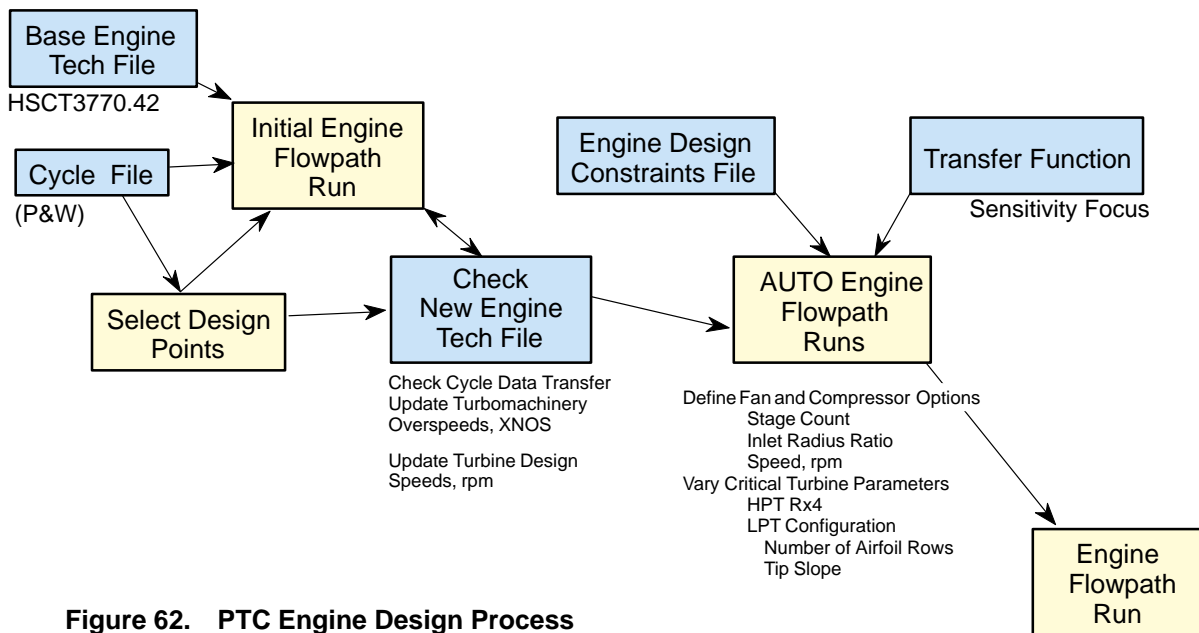 Base Engine
Tech File
HSCT3770.42
Cycle File
(P&W)
Initial Engine
Flowpath
Run
Select Design
Points
Check
New Engine
Tech File
Check Cycle Data Transfer
Update Turbomachinery
Overspeeds, XNOS
Update Turbine Design
Speeds, rpm
Engine Design
Constraints File
Transfer Function
Sensitivity Focus
AUTO Engine
Flowpath
Runs
Define Fan and Compressor Options
Stage Count
Inlet Radius Ratio
Speed, rpm
Vary Critical Turbine Parameters
HPT Rx4
LPT Configuration
Number of Airfoil Rows
Tip Slope
Engine
Flowpath
Run
Figure 62. PTC Engine Design Process